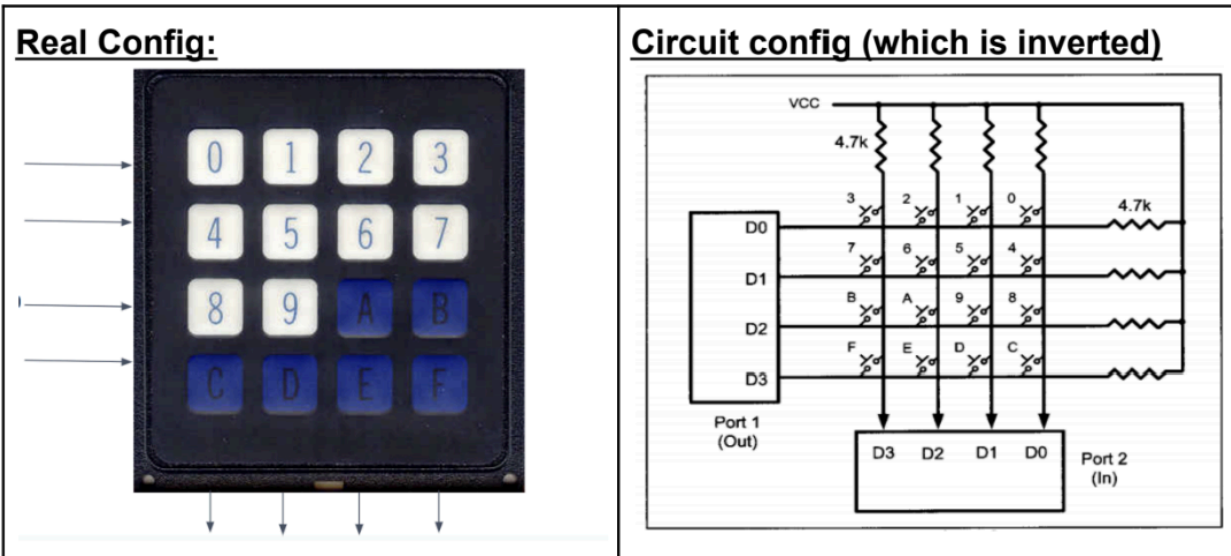 Real Config:
0 1 2 3
4 5 6 7
8 9 A B
C D E F
Circuit config (which is inverted)
VCC
4.7k
3 2 1 0
4.7k
D0
7 6 5 4
D1
B A 9 8
D2
F E D C
D3
Port 1
(Out)
D3 D2 D1 D0
Port 2
(In)